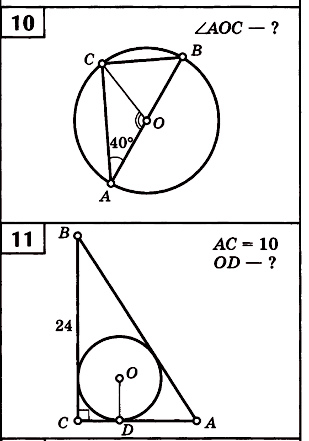 10
∠AOC — ?
C
B
O
40°
A
11
B
AC = 10
OD — ?
24
O
C
D
A